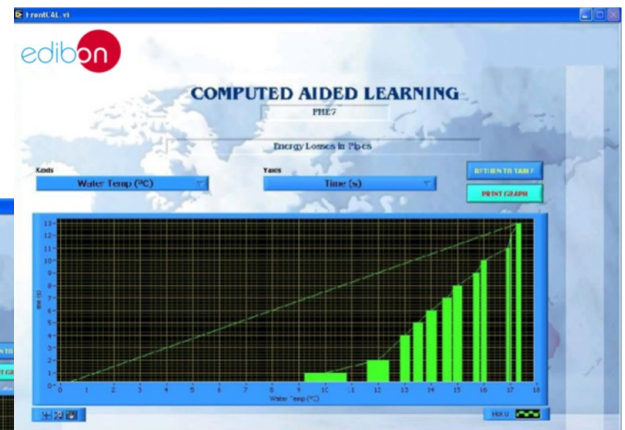 FrontCAL.vi
edibon
COMPUTED AIDED LEARNING
FME7
Energy Losses in Pipes
Xaxis
Yaxis
Water Temp (ºC)
Time (s)
RETURN TO TABLE
PRINT GRAPH
13
12
11
10
9
8
7
6
5
4
3
2
1
0
0 1 2 3 4 5 6 7 8 9 10 11 12 13 14 15 16 17 18
Water Temp (ºC)